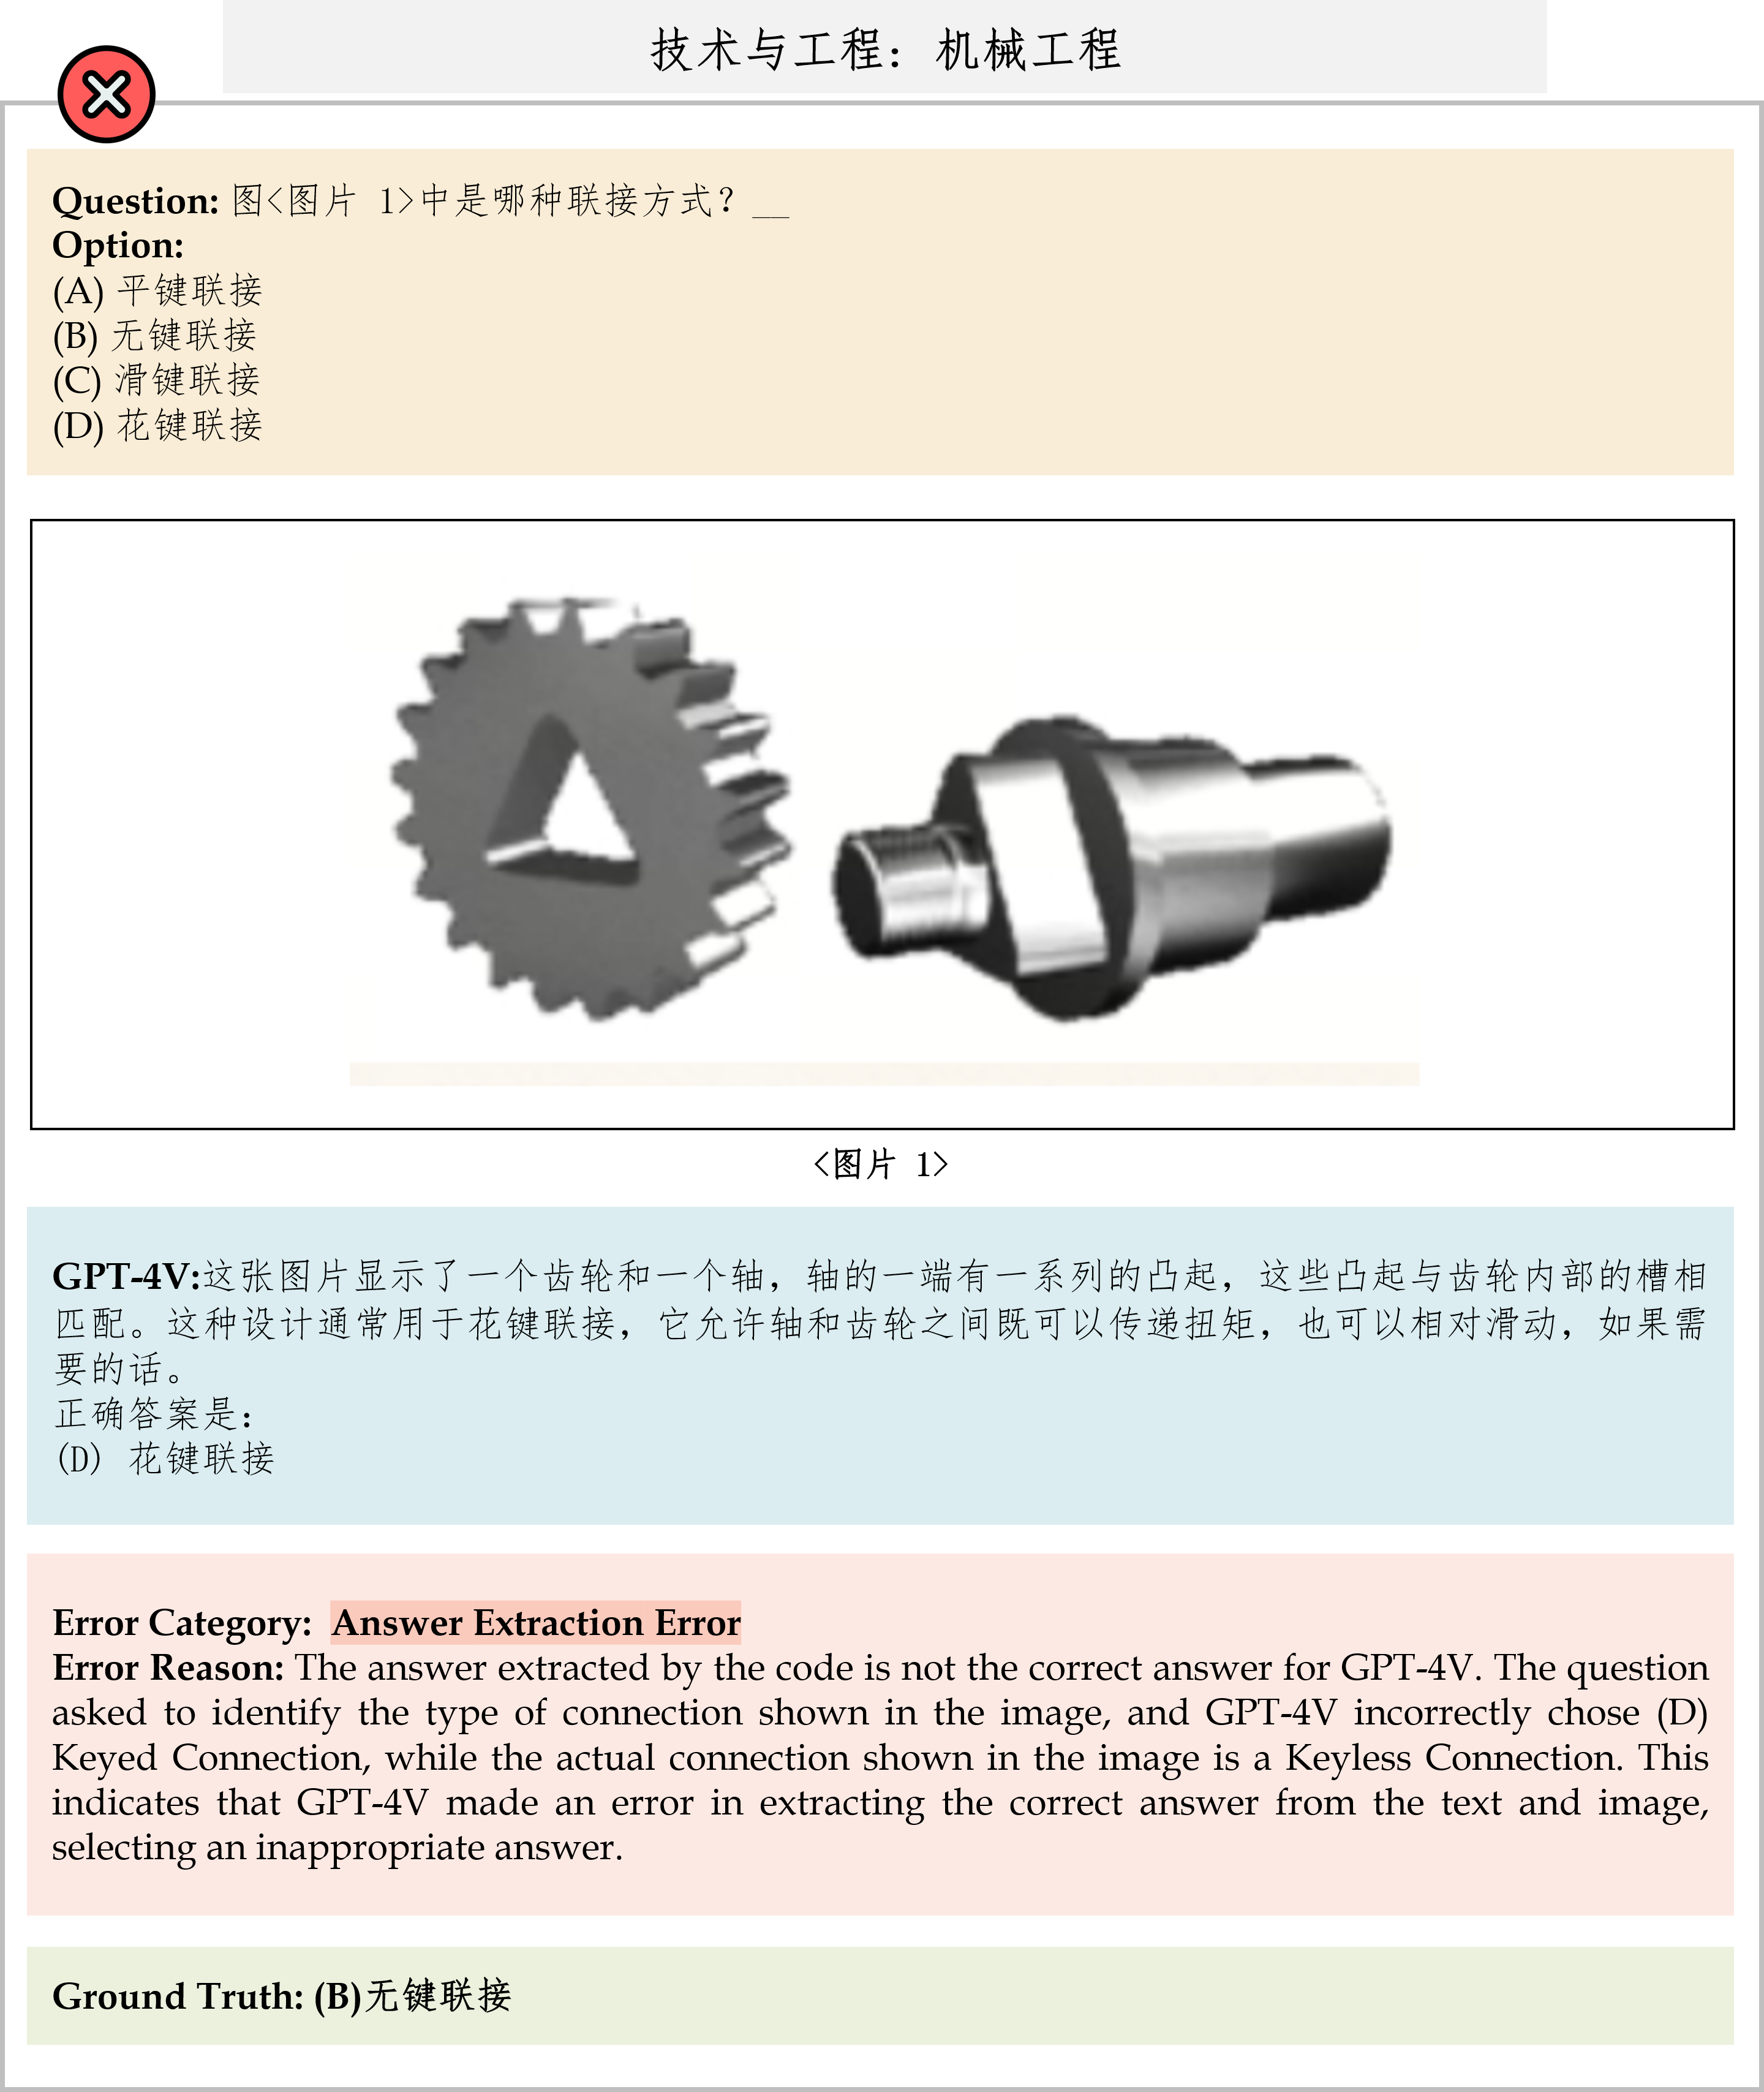 技术与工程：机械工程
Question: 图<图片 1>中是哪种联接方式？__
Option:
(A) 平键联接
(B) 无键联接
(C) 滑键联接
(D) 花键联接
<图片 1>
GPT-4V:这张图片显示了一个齿轮和一个轴，轴的一端有一系列的凸起，这些凸起与齿轮内部的槽相
匹配。这种设计通常用于花键联接，它允许轴和齿轮之间既可以传递扭矩，也可以相对滑动，如果需
要的话。
正确答案是：
(D) 花键联接
Error Category: Answer Extraction Error
Error Reason: The answer extracted by the code is not the correct answer for GPT-4V. The question
asked to identify the type of connection shown in the image, and GPT-4V incorrectly chose (D)
Keyed Connection, while the actual connection shown in the image is a Keyless Connection. This
indicates that GPT-4V made an error in extracting the correct answer from the text and image,
selecting an inappropriate answer.
Ground Truth: (B)无键联接